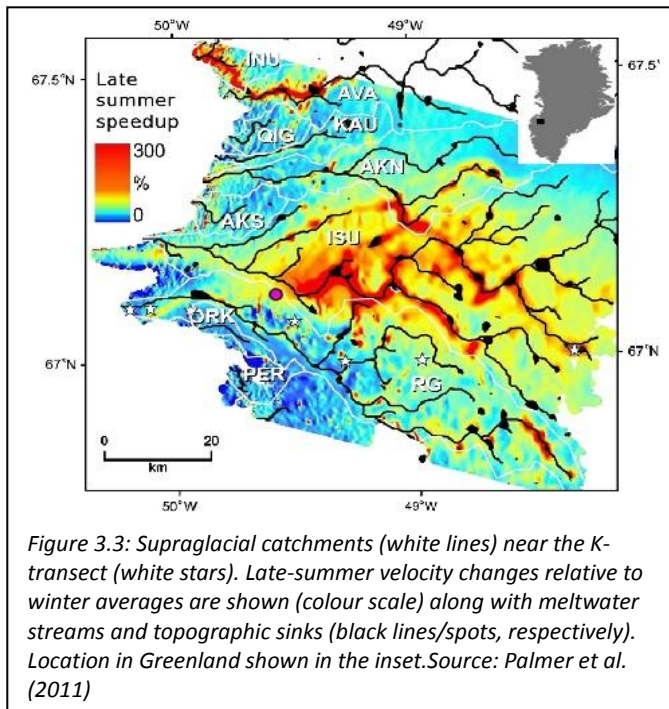 50°W 49°W
67.5°N 67.5°N
Late
summer
speedup
300
%
0
INU
AVA
QIG KAU
AKN
AKS
ISU
ORK
67°N 67°N
PER
RG
0 20
km
50°W 49°W
Figure 3.3: Supraglacial catchments (white lines) near the K-
transect (white stars). Late-summer velocity changes relative to
winter averages are shown (colour scale) along with meltwater
streams and topographic sinks (black lines/spots, respectively).
Location in Greenland shown in the inset.Source: Palmer et al.
(2011)